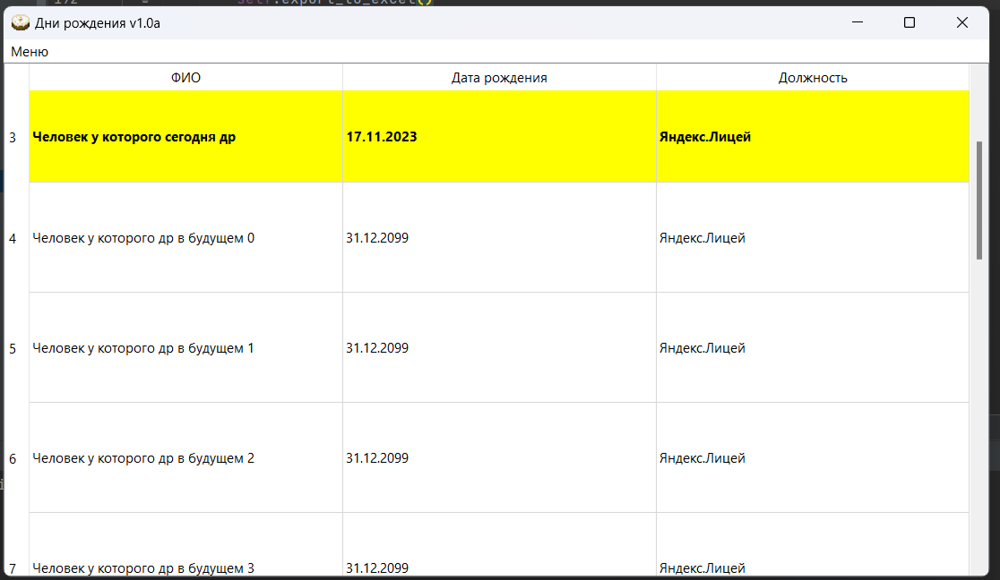 172
self.export_to_excel()
Дни рождения v1.0a
Меню
ФИО Дата рождения Должность
3 Человек у которого сегодня др 17.11.2023 Яндекс.Лицей
4 Человек у которого др в будущем 0 31.12.2099 Яндекс.Лицей
5 Человек у которого др в будущем 1 31.12.2099 Яндекс.Лицей
6 Человек у которого др в будущем 2 31.12.2099 Яндекс.Лицей
7 Человек у которого др в будущем 3 31.12.2099 Яндекс.Лицей